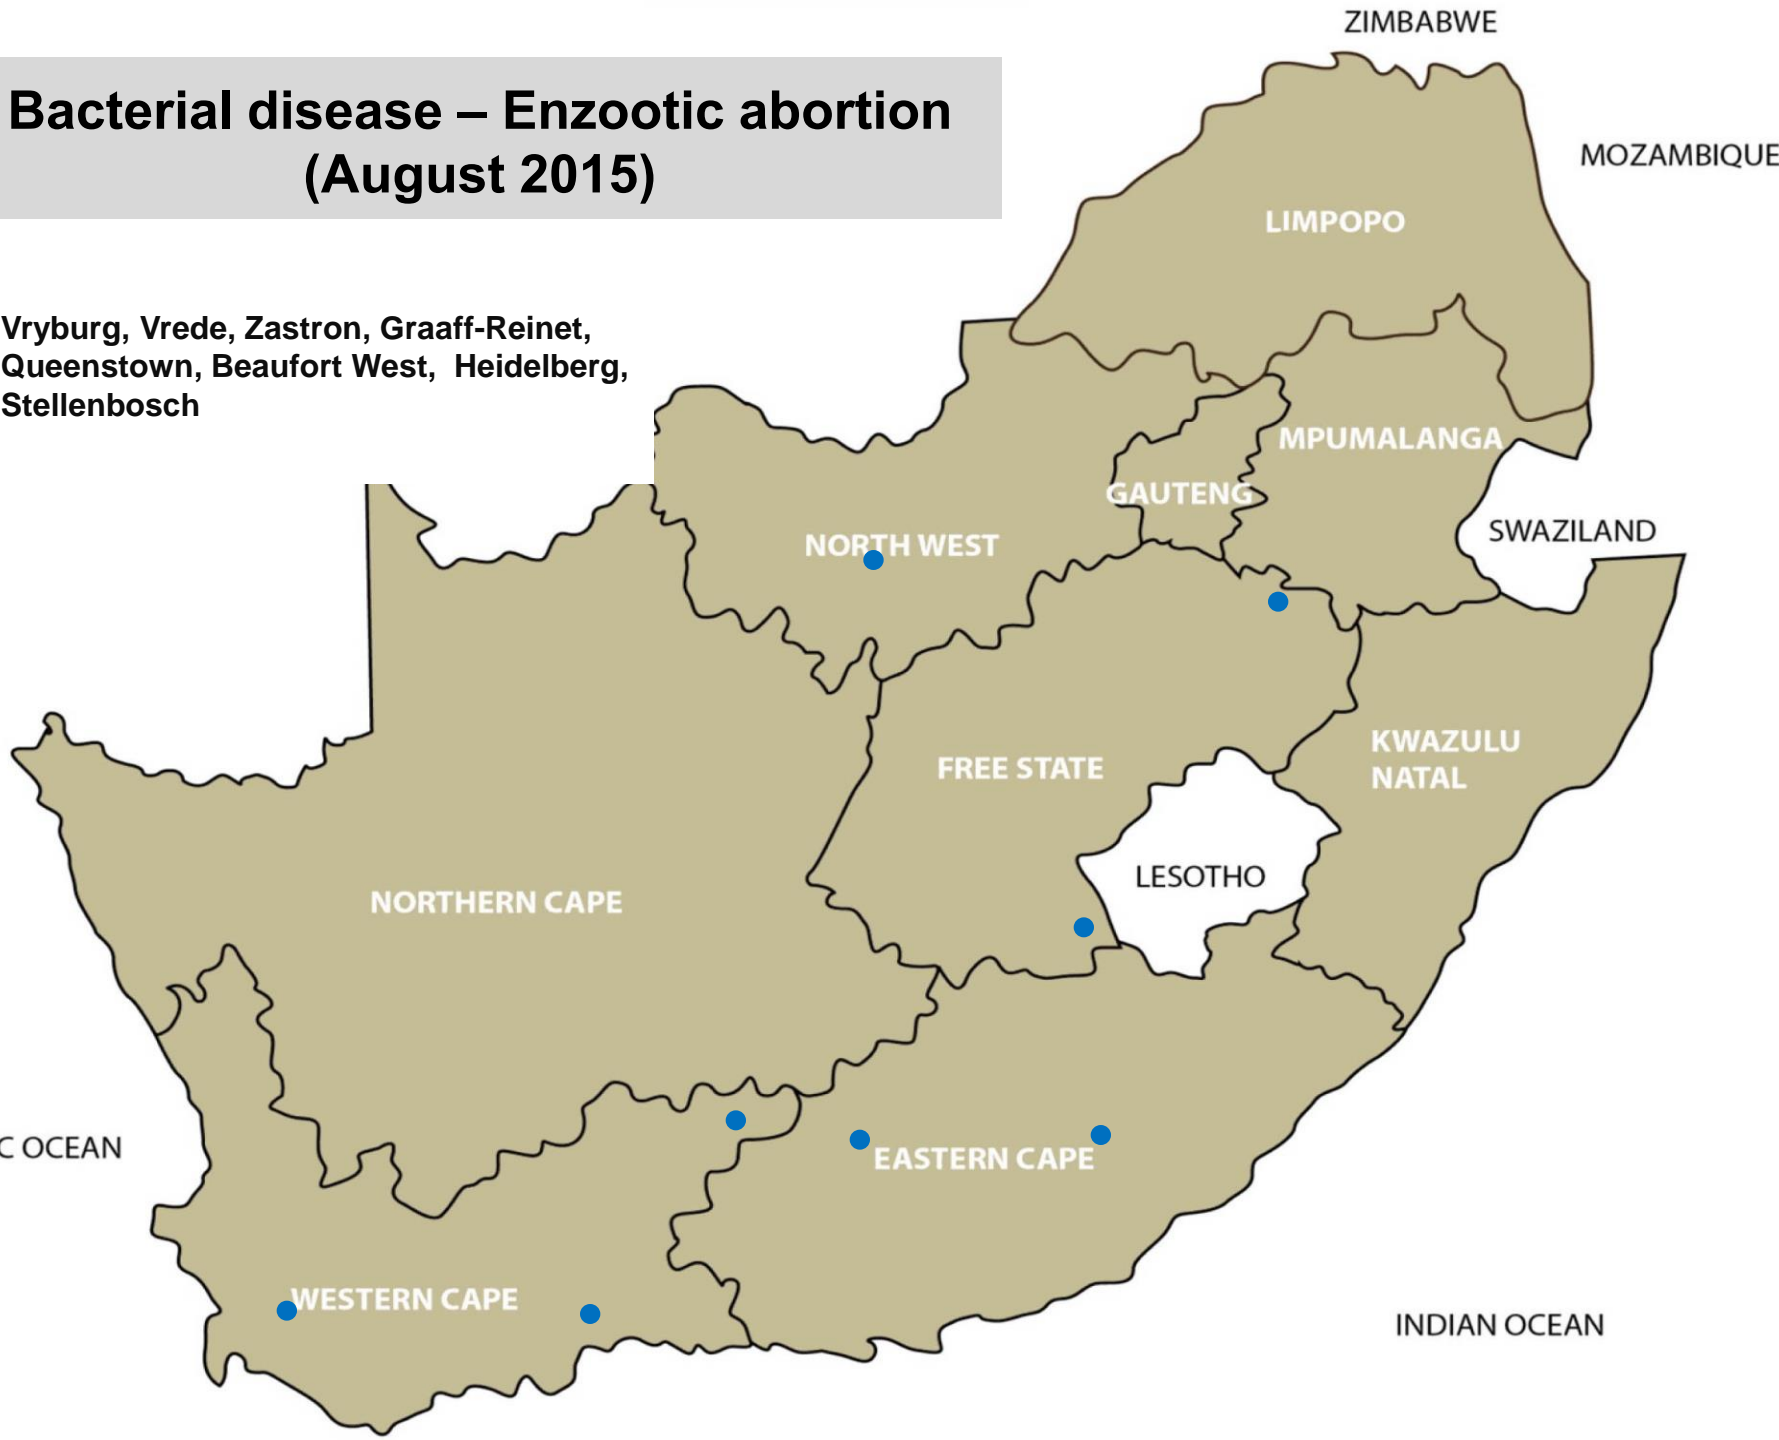 ZIMBABWE
Bacterial disease – Enzootic abortion
(August 2015)
MOZAMBIQUE
LIMPOPO
Vryburg, Vrede, Zastron, Graaff-Reinet,
Queenstown, Beaufort West, Heidelberg,
Stellenbosch
MPUMALANGA
GAUTENG
SWAZILAND
NORTH WEST
KWAZULU
NATAL
FREE STATE
LESOTHO
NORTHERN CAPE
C OCEAN
EASTERN CAPE
WESTERN CAPE
INDIAN OCEAN